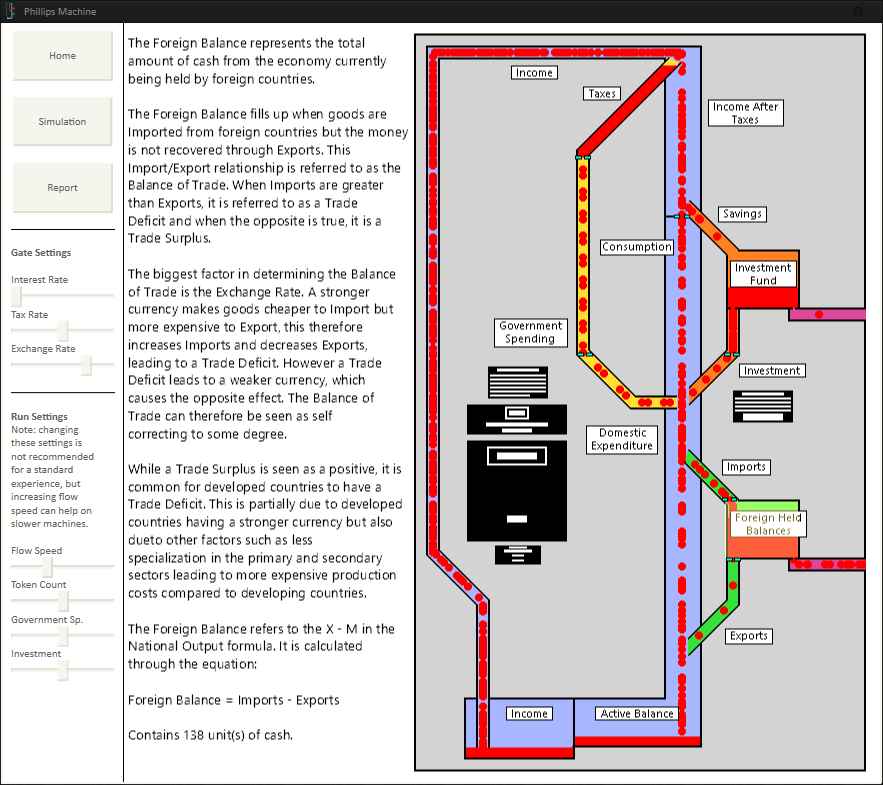 Phillips Machine
Home
Simulation
Report
Gate Settings
Interest Rate
Tax Rate
Exchange Rate
Run Settings
Note: changing
these settings is
not recommended
for a standard
experience, but
increasing flow
speed can help on
slower machines.
Flow Speed
Token Count
Government Sp.
Investment
The Foreign Balance represents the total
amount of cash from the economy currently
being held by foreign countries.
The Foreign Balance fills up when goods are
Imported from foreign countries but the money
is not recovered through Exports. This
Import/Export relationship is referred to as the
Balance of Trade. When Imports are greater
than Exports, it is referred to as a Trade
Deficit and when the opposite is true, it is a
Trade Surplus.
The biggest factor in determining the Balance
of Trade is the Exchange Rate. A stronger
currency makes goods cheaper to Import but
more expensive to Export, this therefore
increases Imports and decreases Exports,
leading to a Trade Deficit. However a Trade
Deficit leads to a weaker currency, which
causes the opposite effect. The Balance of
Trade can therefore be seen as self
correcting to some degree.
While a Trade Surplus is seen as a positive, it is
common for developed countries to have a
Trade Deficit. This is partially due to developed
countries having a stronger currency but also
dueto other factors such as less
specialization in the primary and secondary
sectors leading to more expensive production
costs compared to developing countries.
The Foreign Balance refers to the X - M in the
National Output formula. It is calculated
through the equation:
Foreign Balance = Imports - Exports
Contains 138 unit(s) of cash.
Income
Taxes
Income After
Taxes
Savings
Consumption
Investment
Fund
Government
Spending
Investment
Domestic
Expenditure
Imports
Foreign Held
Balances
Exports
Income
Active Balance